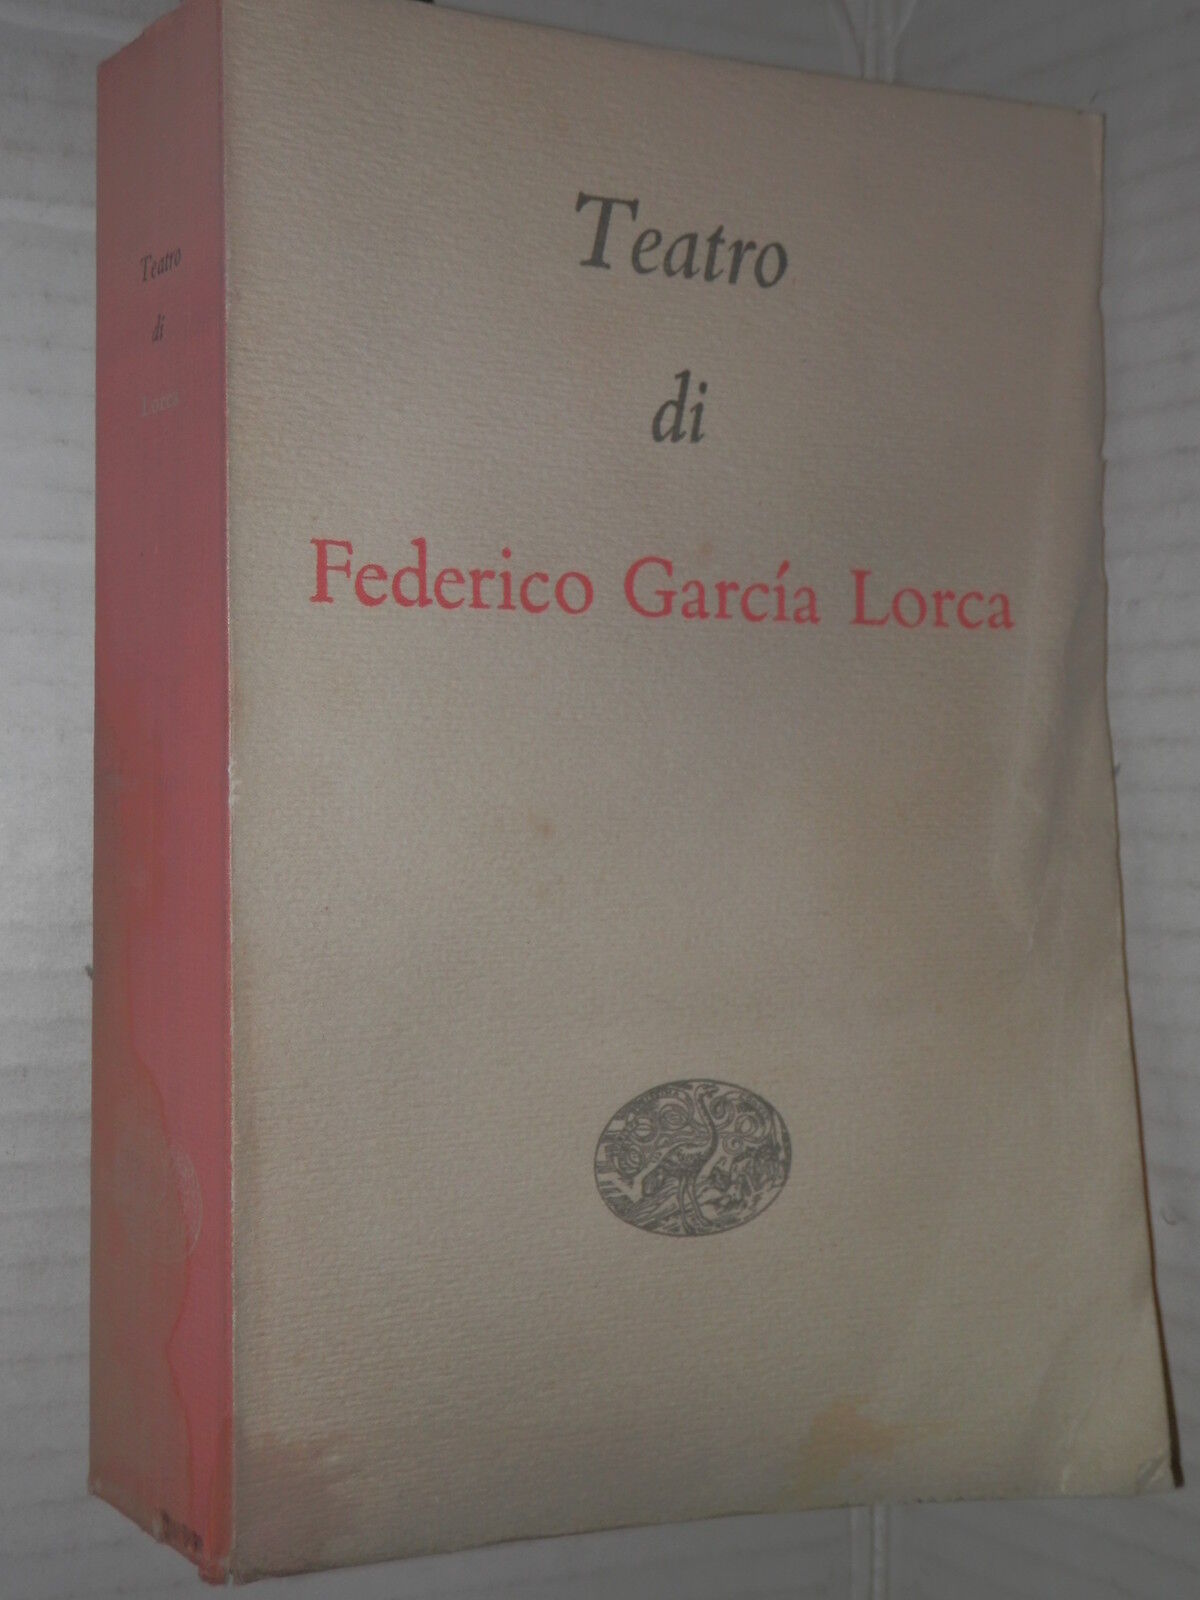 Teatro
di
Federico García Lorca
Teatro
di
Lorca